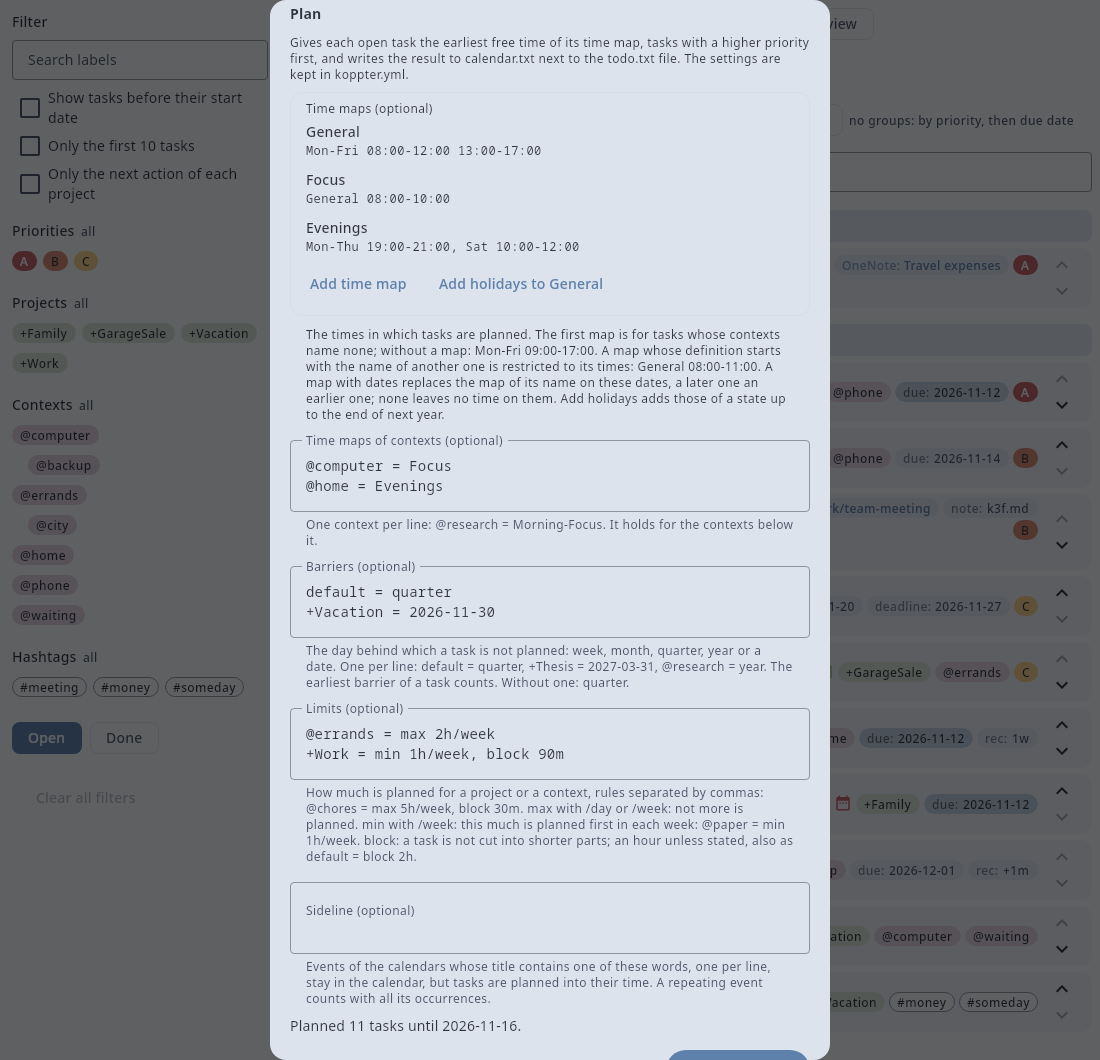 Filter
Search labels
Show tasks before their start
date
Only the first 10 tasks
Only the next action of each
project
Priorities all
A B C
Projects all
+Family +GarageSale +Vacation
+Work
Contexts all
@computer
@backup
@errands
@city
@home
@phone
@waiting
Hashtags all
#meeting #money #someday
Open Done
Clear all filters
Plan
Gives each open task the earliest free time of its time map, tasks with a higher priority
first, and writes the result to calendar.txt next to the todo.txt file. The settings are
kept in koppter.yml.
Time maps (optional)
General
Mon-Fri 08:00-12:00 13:00-17:00
Focus
General 08:00-10:00
Evenings
Mon-Thu 19:00-21:00, Sat 10:00-12:00
Add time map Add holidays to General
The times in which tasks are planned. The first map is for tasks whose contexts
name none; without a map: Mon-Fri 09:00-17:00. A map whose definition starts
with the name of another one is restricted to its times: General 08:00-11:00. A
map with dates replaces the map of its name on these dates, a later one an
earlier one; none leaves no time on them. Add holidays adds those of a state up
to the end of next year.
Time maps of contexts (optional)
@computer = Focus
@home = Evenings
One context per line: @research = Morning-Focus. It holds for the contexts below
it.
Barriers (optional)
default = quarter
+Vacation = 2026-11-30
The day behind which a task is not planned: week, month, quarter, year or a
date. One per line: default = quarter, +Thesis = 2027-03-31, @research = year. The
earliest barrier of a task counts. Without one: quarter.
Limits (optional)
@errands = max 2h/week
+Work = min 1h/week, block 90m
How much is planned for a project or a context, rules separated by commas:
@chores = max 5h/week, block 30m. max with /day or /week: not more is
planned. min with /week: this much is planned first in each week: @paper = min
1h/week. block: a task is not cut into shorter parts; an hour unless stated, also as
default = block 2h.
Sideline (optional)
Events of the calendars whose title contains one of these words, one per line,
stay in the calendar, but tasks are planned into their time. A repeating event
counts with all its occurrences.
Planned 11 tasks until 2026-11-16.
no groups: by priority, then due date
OneNote: Travel expenses A
@phone due: 2026-11-12 A
@phone due: 2026-11-14 B
/team-meeting note: k3f.md
B
deadline: 2026-11-27 C
+GarageSale @errands C
due: 2026-11-12 rec: 1w
+Family due: 2026-11-12
due: 2026-12-01 rec: +1m
@computer @waiting
#money #someday